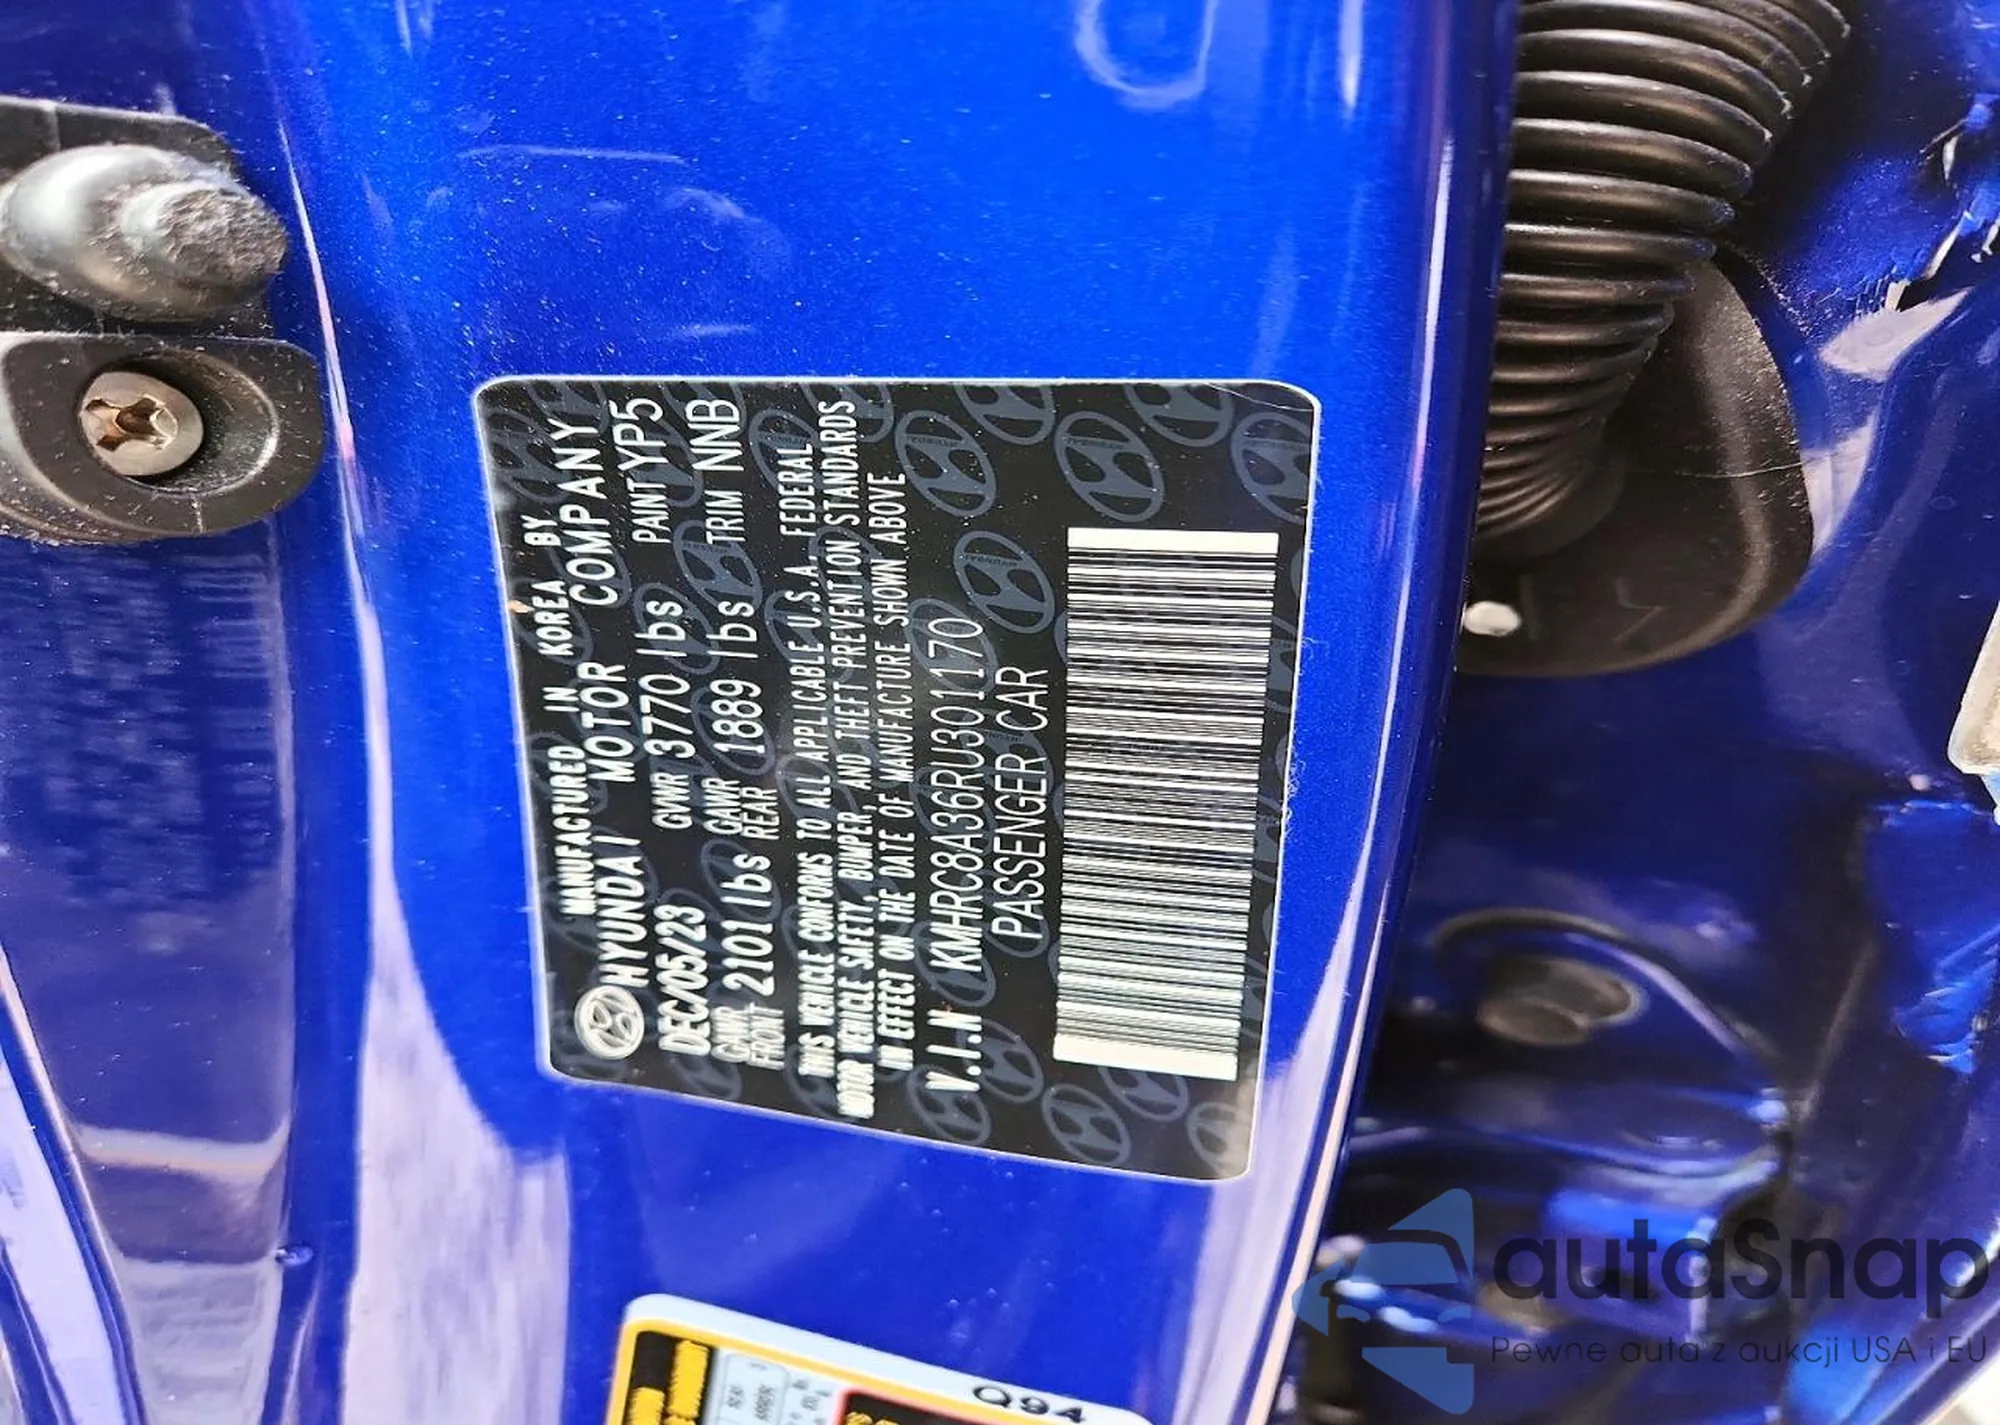 MANUFACTURED IN KOREA BY
HYUNDAI MOTOR COMPANY
DEC/05/23 GVWR 3770 lbs PAINT YP5
GAWR FRONT 2101 lbs GAWR REAR 1889 lbs TRIM NNB
THIS VEHICLE CONFORMS TO ALL APPLICABLE U.S.A. FEDERAL
MOTOR VEHICLE SAFETY, BUMPER, AND THEFT PREVENTION STANDARDS
IN EFFECT ON THE DATE OF MANUFACTURE SHOWN ABOVE
V.I.N KMHRC8A36RU301170
PASSENGER CAR
Q94
autaSnap
Pewne auta z aukcji USA i EU